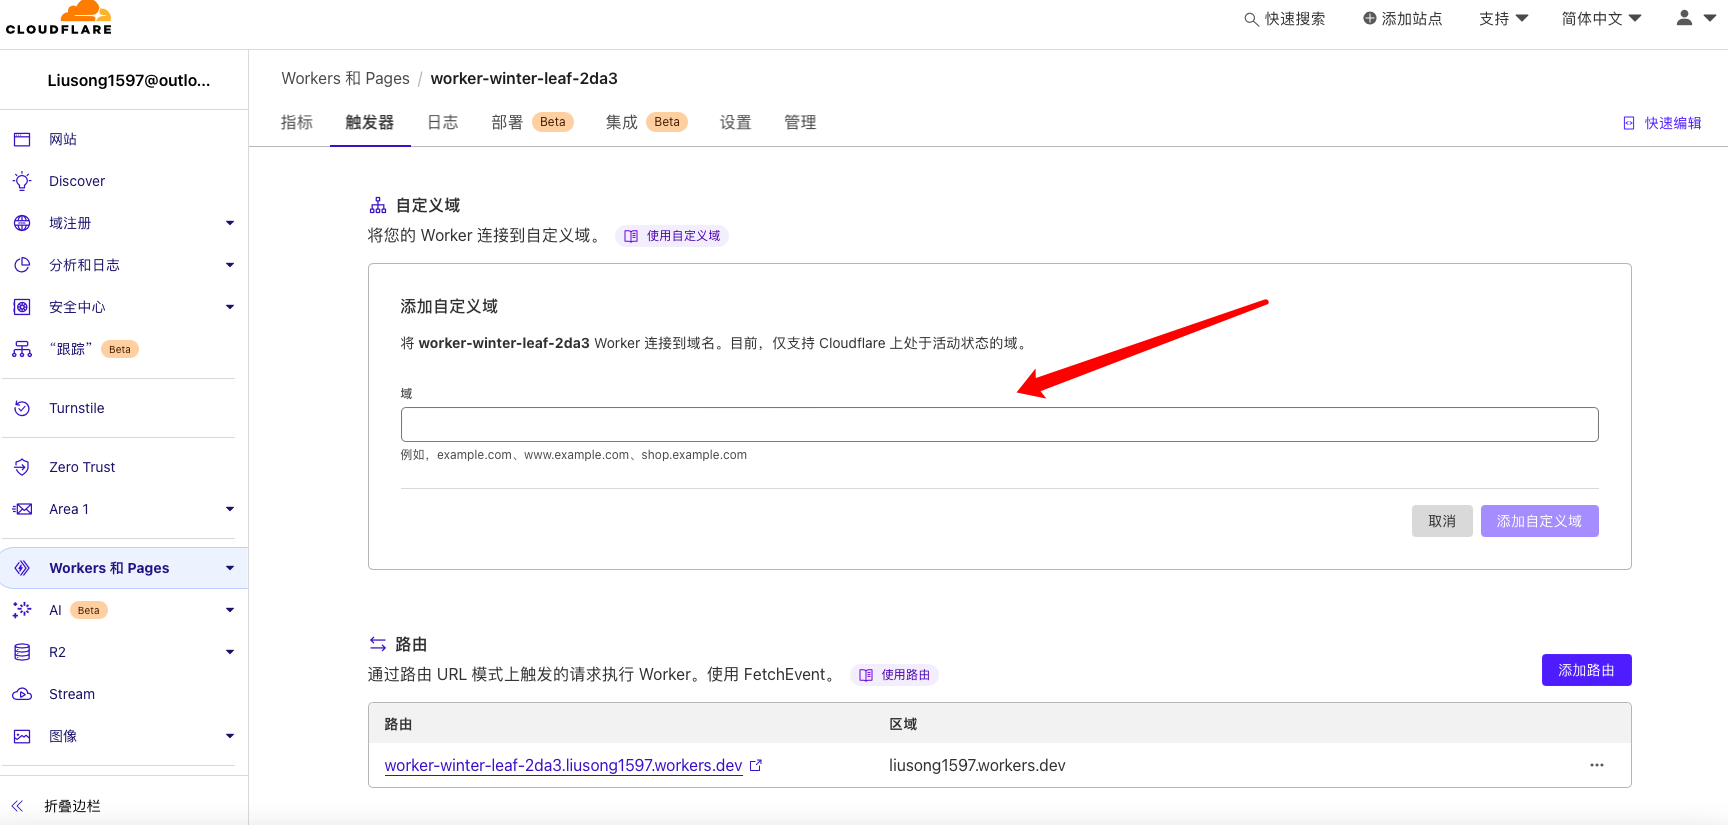 CLOUDFLARE
快速搜索
添加站点
支持
简体中文
Liusong1597@outlo...
网站
Discover
域注册
分析和日志
安全中心
“跟踪” Beta
Turnstile
Zero Trust
Area 1
Workers 和 Pages
AI Beta
R2
Stream
图像
折叠边栏
Workers 和 Pages / worker-winter-leaf-2da3
指标
触发器
日志
部署 Beta
集成 Beta
设置
管理
快速编辑
自定义域
将您的 Worker 连接到自定义域。 使用自定义域
添加自定义域
将 worker-winter-leaf-2da3 Worker 连接到域名。目前，仅支持 Cloudflare 上处于活动状态的域。
域
例如，example.com、www.example.com、shop.example.com
取消
添加自定义域
路由
通过路由 URL 模式上触发的请求执行 Worker。使用 FetchEvent。 使用路由
添加路由
路由 区域
worker-winter-leaf-2da3.liusong1597.workers.dev liusong1597.workers.dev